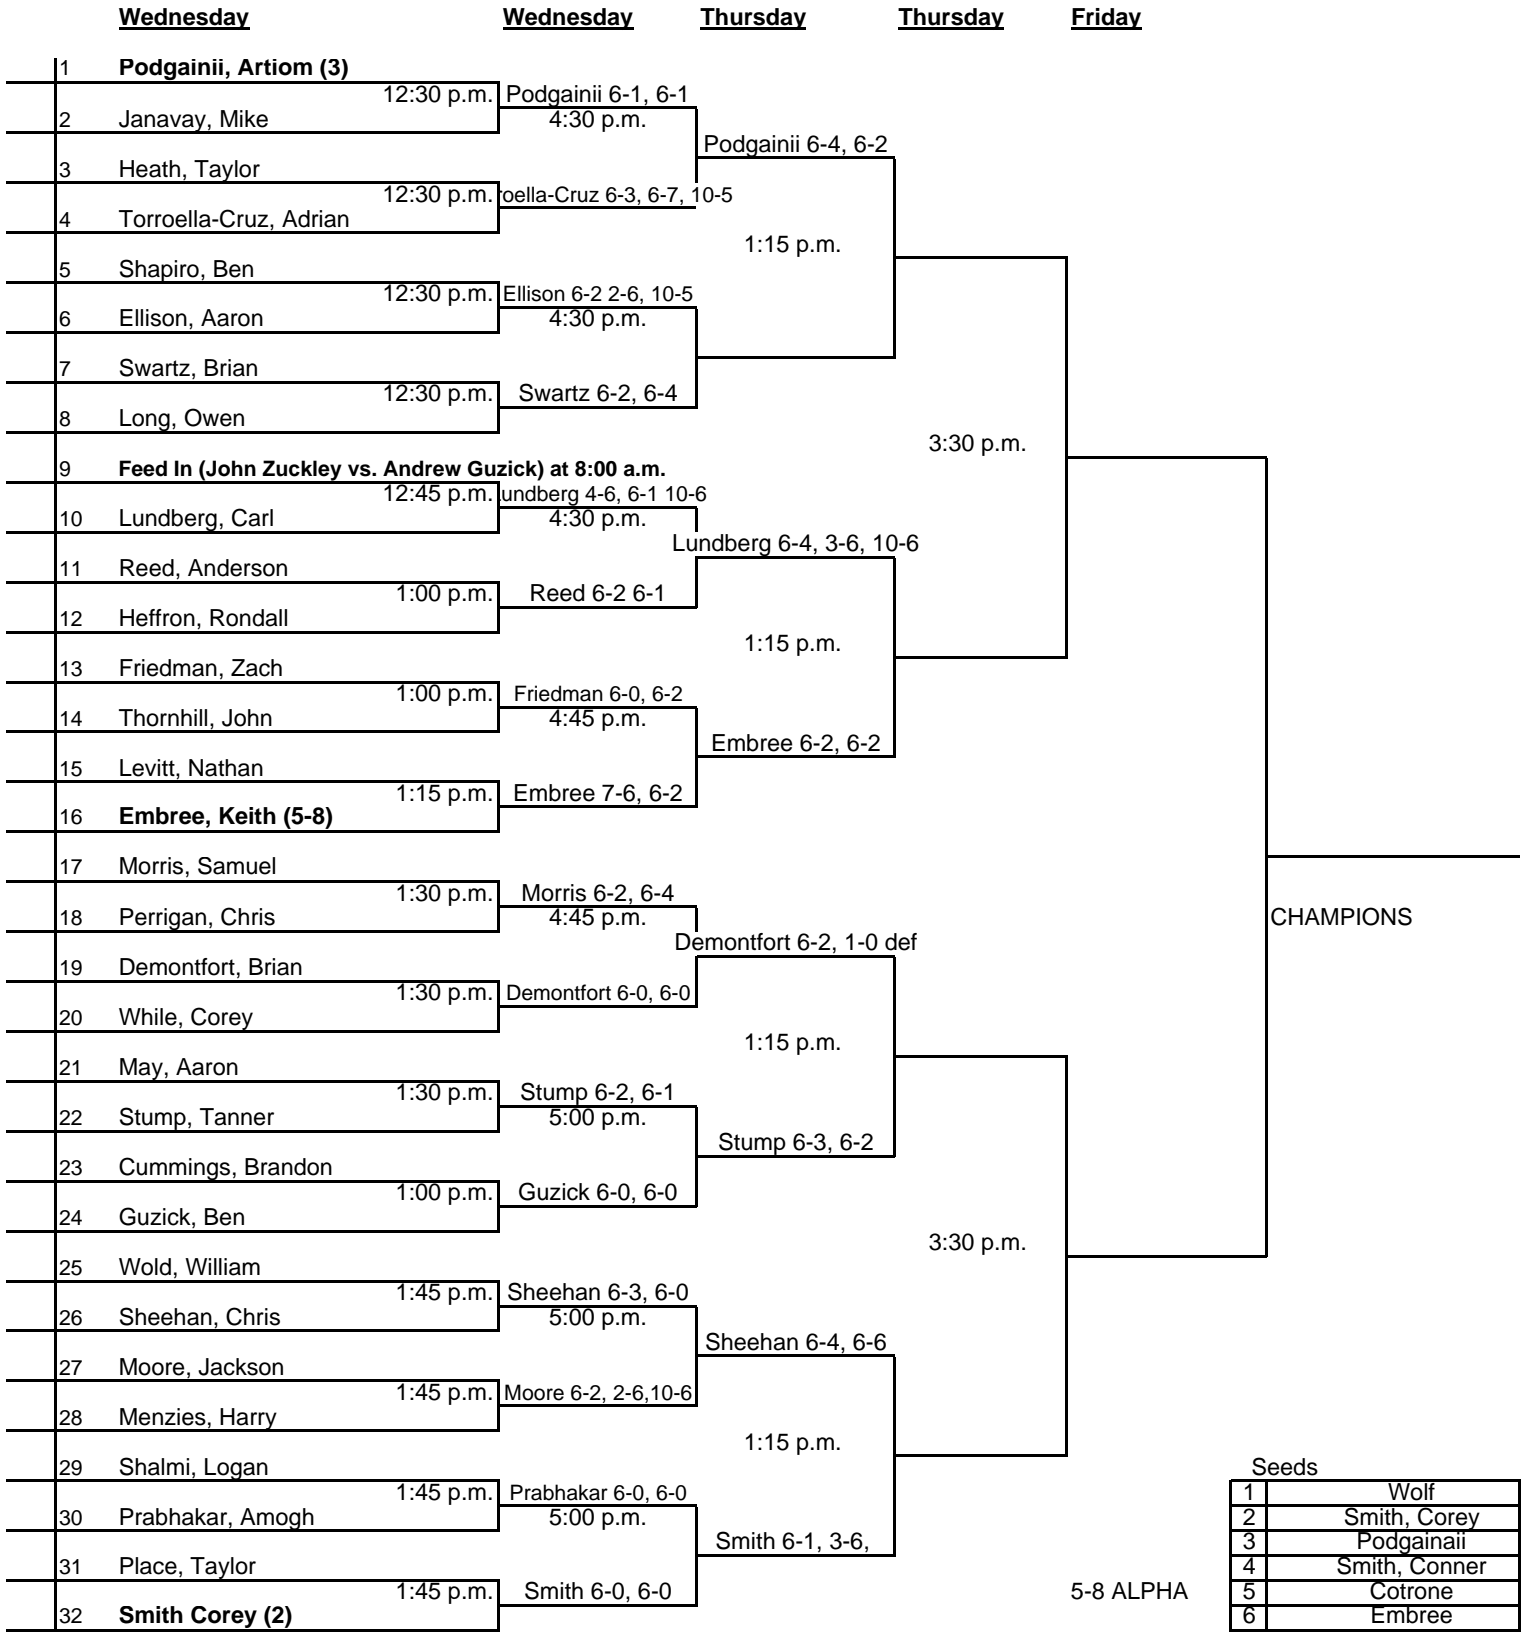 Wednesday Wednesday Thursday Thursday Friday
1 Podgainii, Artiom (3)
12:30 p.m. Podgainii 6-1, 6-1
2 Janavay, Mike 4:30 p.m.
Podgainii 6-4, 6-2
3 Heath, Taylor
12:30 p.m. roella-Cruz 6-3, 6-7, 10-5
4 Torroella-Cruz, Adrian
1:15 p.m.
5 Shapiro, Ben
12:30 p.m. Ellison 6-2 2-6, 10-5
6 Ellison, Aaron 4:30 p.m.
7 Swartz, Brian
12:30 p.m. Swartz 6-2, 6-4
8 Long, Owen
3:30 p.m.
9 Feed In (John Zuckley vs. Andrew Guzick) at 8:00 a.m.
12:45 p.m. undberg 4-6, 6-1 10-6
10 Lundberg, Carl 4:30 p.m.
Lundberg 6-4, 3-6, 10-6
11 Reed, Anderson
1:00 p.m. Reed 6-2 6-1
12 Heffron, Rondall
1:15 p.m.
13 Friedman, Zach
1:00 p.m. Friedman 6-0, 6-2
14 Thornhill, John 4:45 p.m.
Embree 6-2, 6-2
15 Levitt, Nathan
1:15 p.m. Embree 7-6, 6-2
16 Embree, Keith (5-8)
17 Morris, Samuel
1:30 p.m. Morris 6-2, 6-4
18 Perrigan, Chris 4:45 p.m. CHAMPIONS
Demontfort 6-2, 1-0 def
19 Demontfort, Brian
1:30 p.m. Demontfort 6-0, 6-0
20 While, Corey
1:15 p.m.
21 May, Aaron
1:30 p.m. Stump 6-2, 6-1
22 Stump, Tanner 5:00 p.m.
Stump 6-3, 6-2
23 Cummings, Brandon
1:00 p.m. Guzick 6-0, 6-0
24 Guzick, Ben
3:30 p.m.
25 Wold, William
1:45 p.m. Sheehan 6-3, 6-0
26 Sheehan, Chris 5:00 p.m.
Sheehan 6-4, 6-6
27 Moore, Jackson
1:45 p.m. Moore 6-2, 2-6,10-6
28 Menzies, Harry
1:15 p.m.
29 Shalmi, Logan Seeds
1:45 p.m. Prabhakar 6-0, 6-0 1 Wolf
30 Prabhakar, Amogh 5:00 p.m. 2 Smith, Corey
Smith 6-1, 3-6, 3 Podgainaii
31 Place, Taylor 4 Smith, Conner
1:45 p.m. Smith 6-0, 6-0 5-8 ALPHA 5 Cotrone
32 Smith Corey (2) 6 Embree